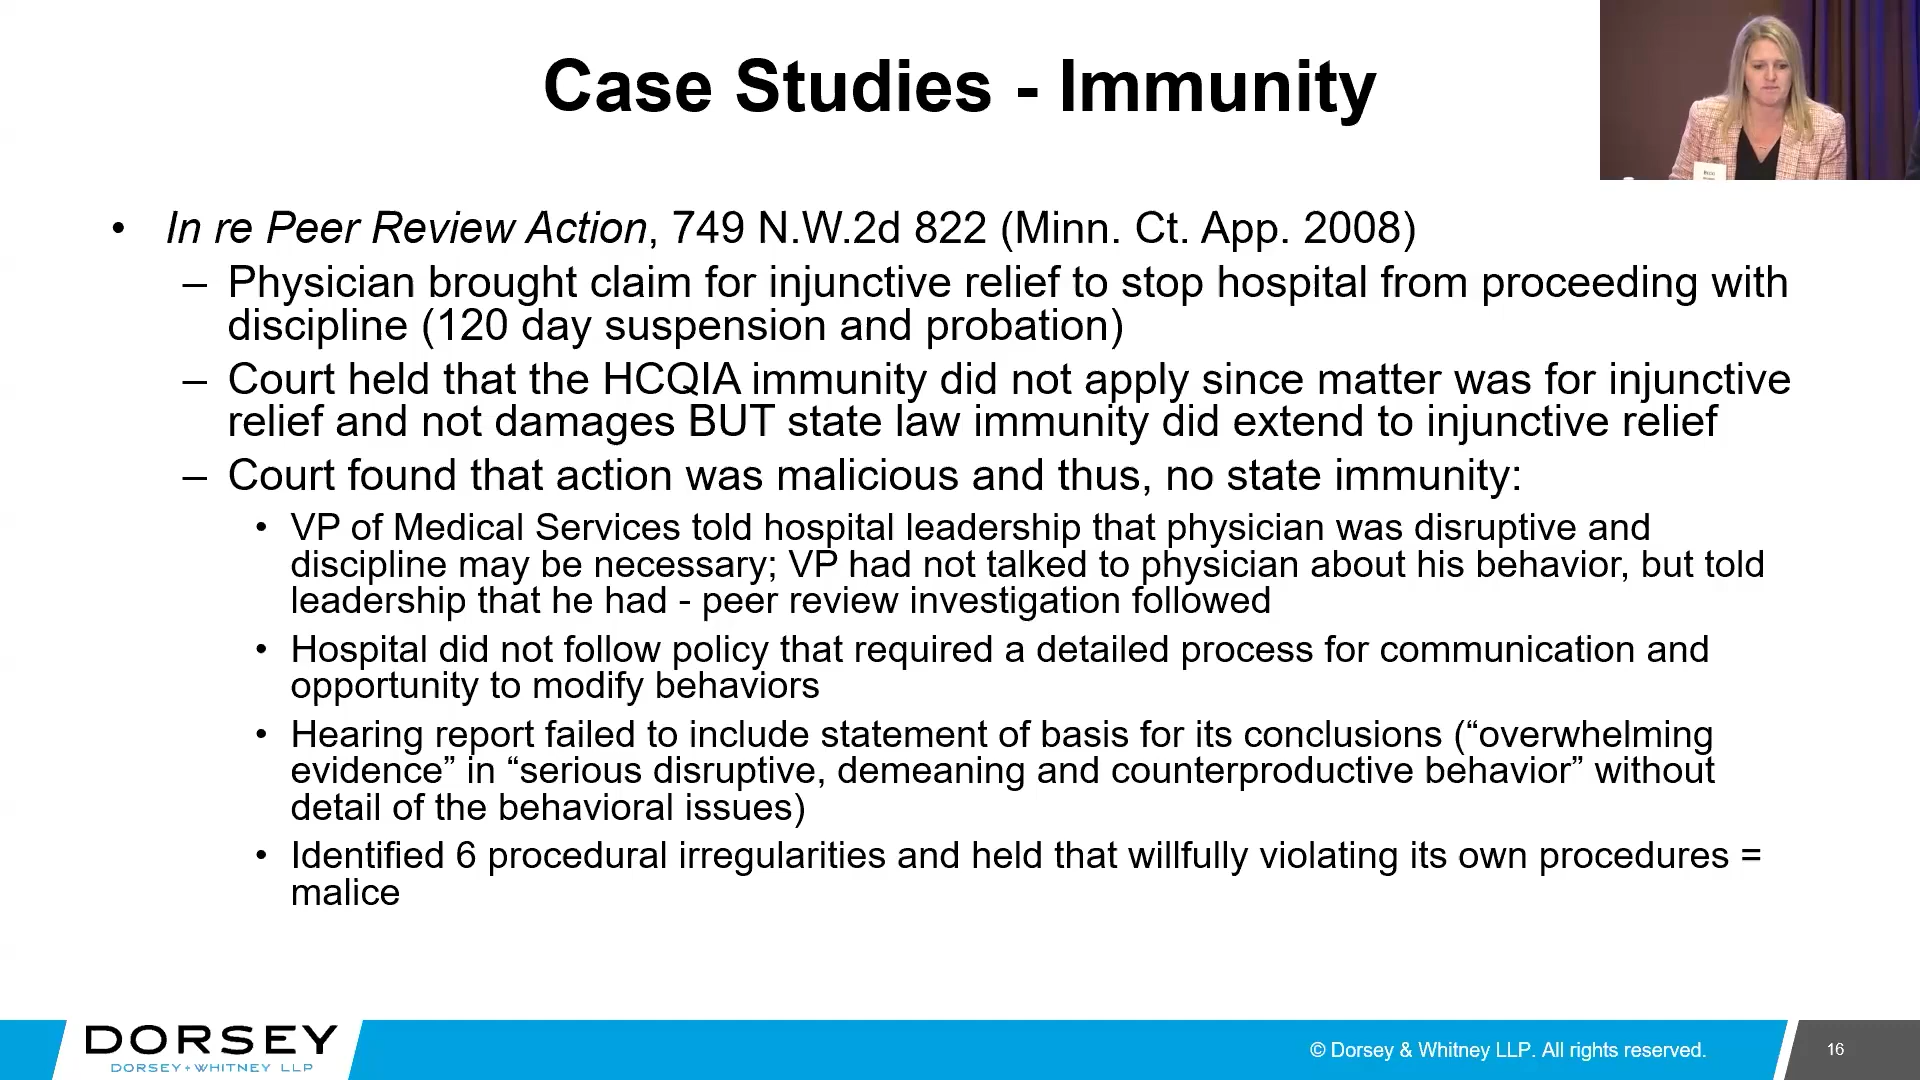 Case Studies - Immunity
• In re Peer Review Action, 749 N.W.2d 822 (Minn. Ct. App. 2008)
– Physician brought claim for injunctive relief to stop hospital from proceeding with
discipline (120 day suspension and probation)
– Court held that the HCQIA immunity did not apply since matter was for injunctive
relief and not damages BUT state law immunity did extend to injunctive relief
– Court found that action was malicious and thus, no state immunity:
• VP of Medical Services told hospital leadership that physician was disruptive and
discipline may be necessary; VP had not talked to physician about his behavior, but told
leadership that he had - peer review investigation followed
• Hospital did not follow policy that required a detailed process for communication and
opportunity to modify behaviors
• Hearing report failed to include statement of basis for its conclusions (“overwhelming
evidence” in “serious disruptive, demeaning and counterproductive behavior” without
detail of the behavioral issues)
• Identified 6 procedural irregularities and held that willfully violating its own procedures =
malice
DORSEY
DORSEY + WHITNEY LLP
© Dorsey & Whitney LLP. All rights reserved.
16